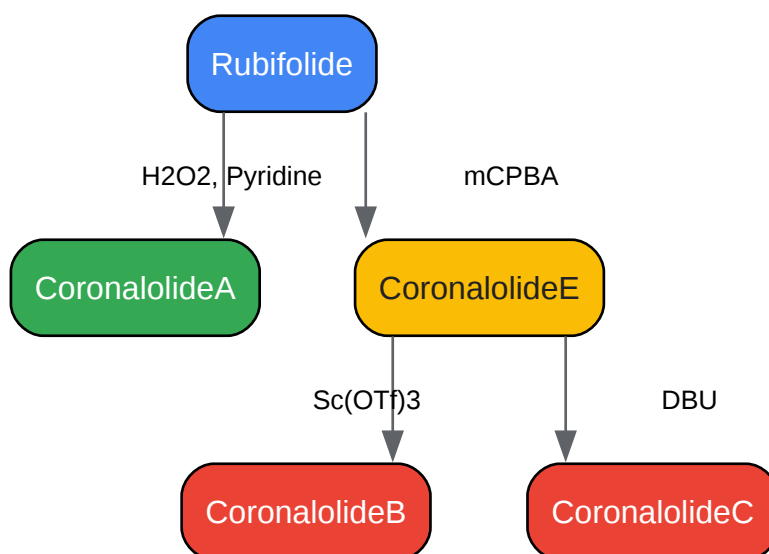 Rubifolide
H2O2, Pyridine
mCPBA
CoronalolideA
CoronalolideE
Sc(OTf)3
DBU
CoronalolideB
CoronalolideC